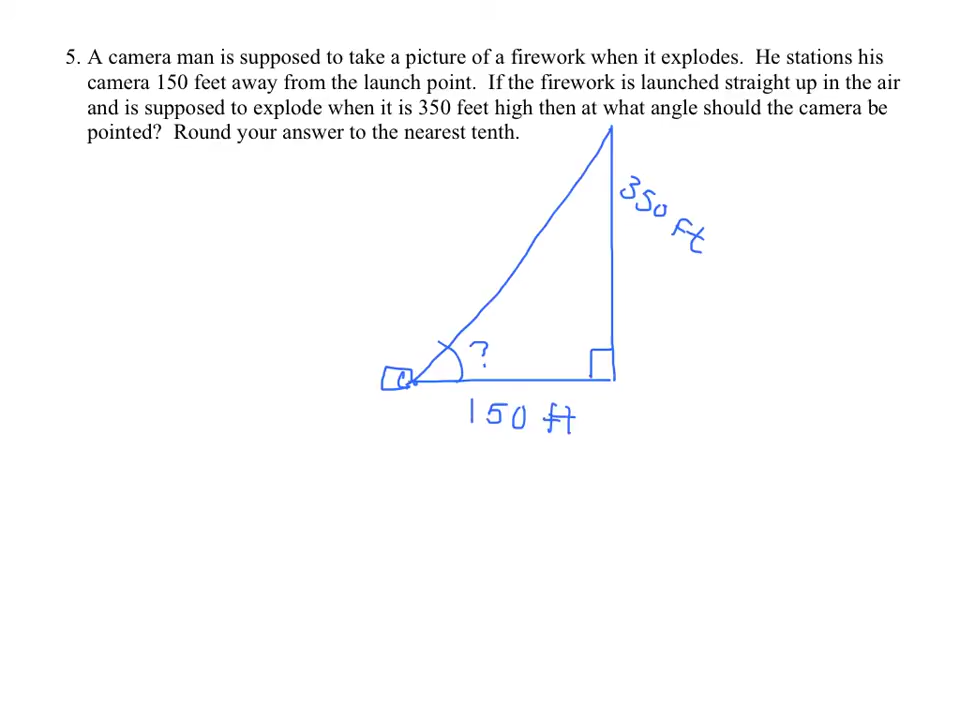 5. A camera man is supposed to take a picture of a firework when it explodes.  He stations his
camera 150 feet away from the launch point.  If the firework is launched straight up in the air
and is supposed to explode when it is 350 feet high then at what angle should the camera be
pointed?  Round your answer to the nearest tenth.
350 ft
?
C
150 ft